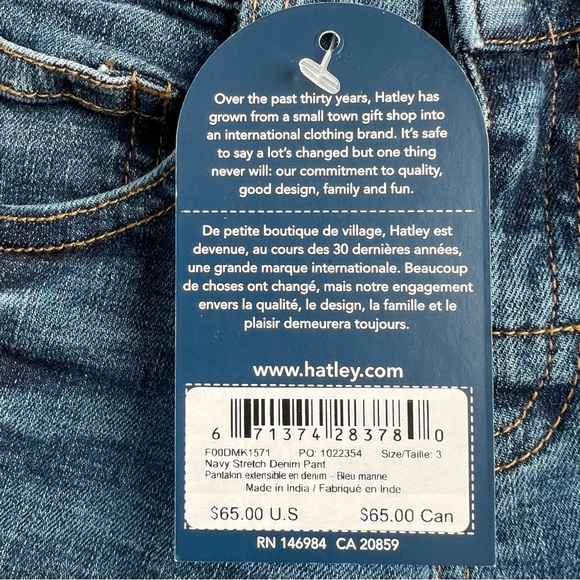 Over the past thirty years, Hatley has
grown from a small town gift shop into
an international clothing brand. It's safe
to say a lot's changed but one thing
never will: our commitment to quality,
good design, family and fun.
De petite boutique de village, Hatley est
devenue, au cours des 30 dernières années,
une grande marque internationale. Beaucoup
de choses ont changé, mais notre engagement
envers la qualité, le design, la famille et le
plaisir demeurera toujours.
www.hatley.com
6 71374 28378 0
F00DMK1571 PO: 1022354 Size/Taille: 3
Navy Stretch Denim Pant
Pantalon extensible en denim - Bleu marine
Made in India / Fabriqué en Inde
$65.00 U.S $65.00 Can
RN 146984 CA 20859